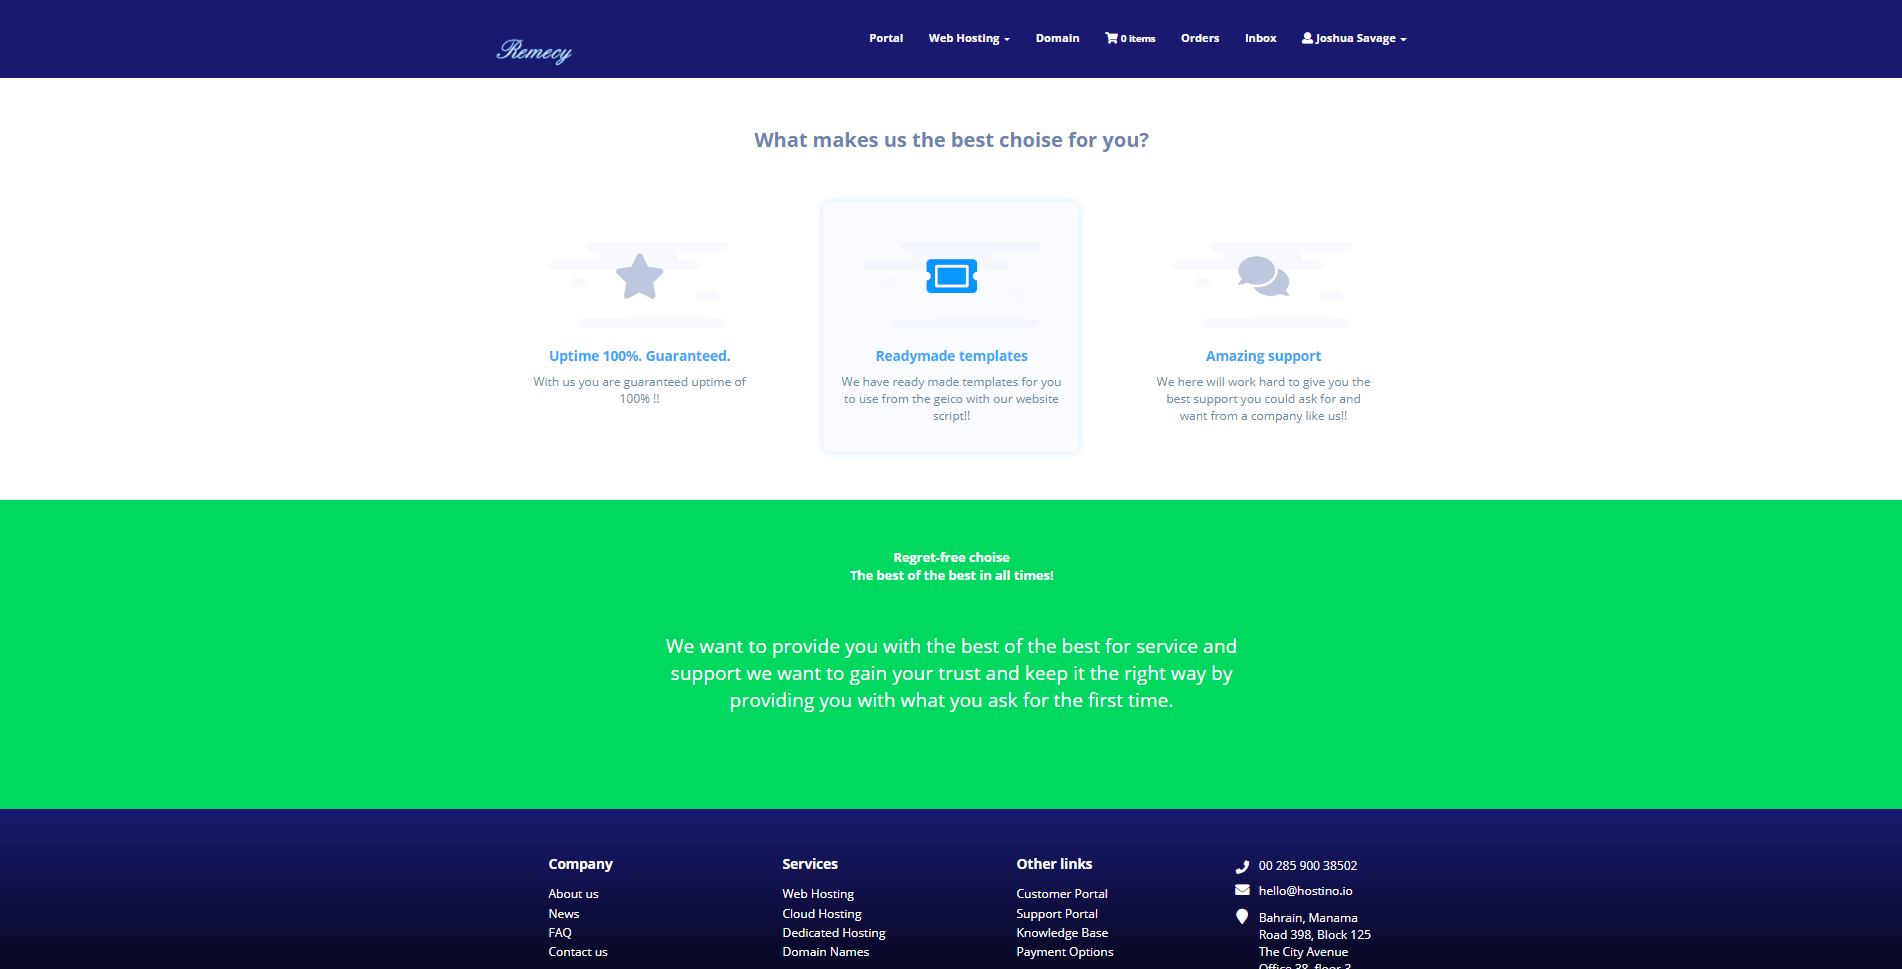 Remecy
Portal Web Hosting Domain 0 items Orders Inbox Joshua Savage
What makes us the best choise for you?
Uptime 100%. Guaranteed.
With us you are guaranteed uptime of
100% !!
Readymade templates
We have ready made templates for you
to use from the geico with our website
script!!
Amazing support
We here will work hard to give you the
best support you could ask for and
want from a company like us!!
Regret-free choise
The best of the best in all times!
We want to provide you with the best of the best for service and
support we want to gain your trust and keep it the right way by
providing you with what you ask for the first time.
Company
About us
News
FAQ
Contact us
Services
Web Hosting
Cloud Hosting
Dedicated Hosting
Domain Names
Other links
Customer Portal
Support Portal
Knowledge Base
Payment Options
00 285 900 38502
hello@hostino.io
Bahrain, Manama
Road 398, Block 125
The City Avenue
Office 38, floor 3